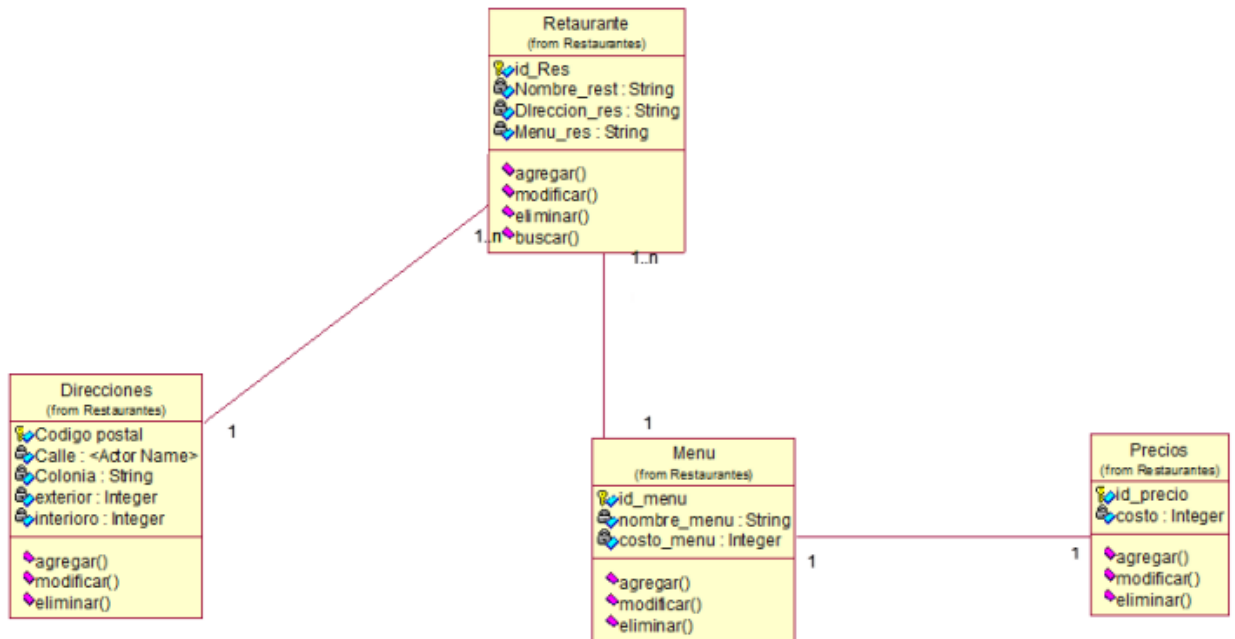 Retaurante
(from Restaurantes)
id_Res
Nombre_rest : String
DIreccion_res : String
Menu_res : String
agregar()
modificar()
eliminar()
buscar()
1..n
1..n
Direcciones
(from Restaurantes)
Codigo postal
Calle : <Actor Name>
Colonia : String
exterior : Integer
interioro : Integer
agregar()
modificar()
eliminar()
1
1
Menu
(from Restaurantes)
id_menu
nombre_menu : String
costo_menu : Integer
agregar()
modificar()
eliminar()
1
1
Precios
(from Restaurantes)
id_precio
costo : Integer
agregar()
modificar()
eliminar()